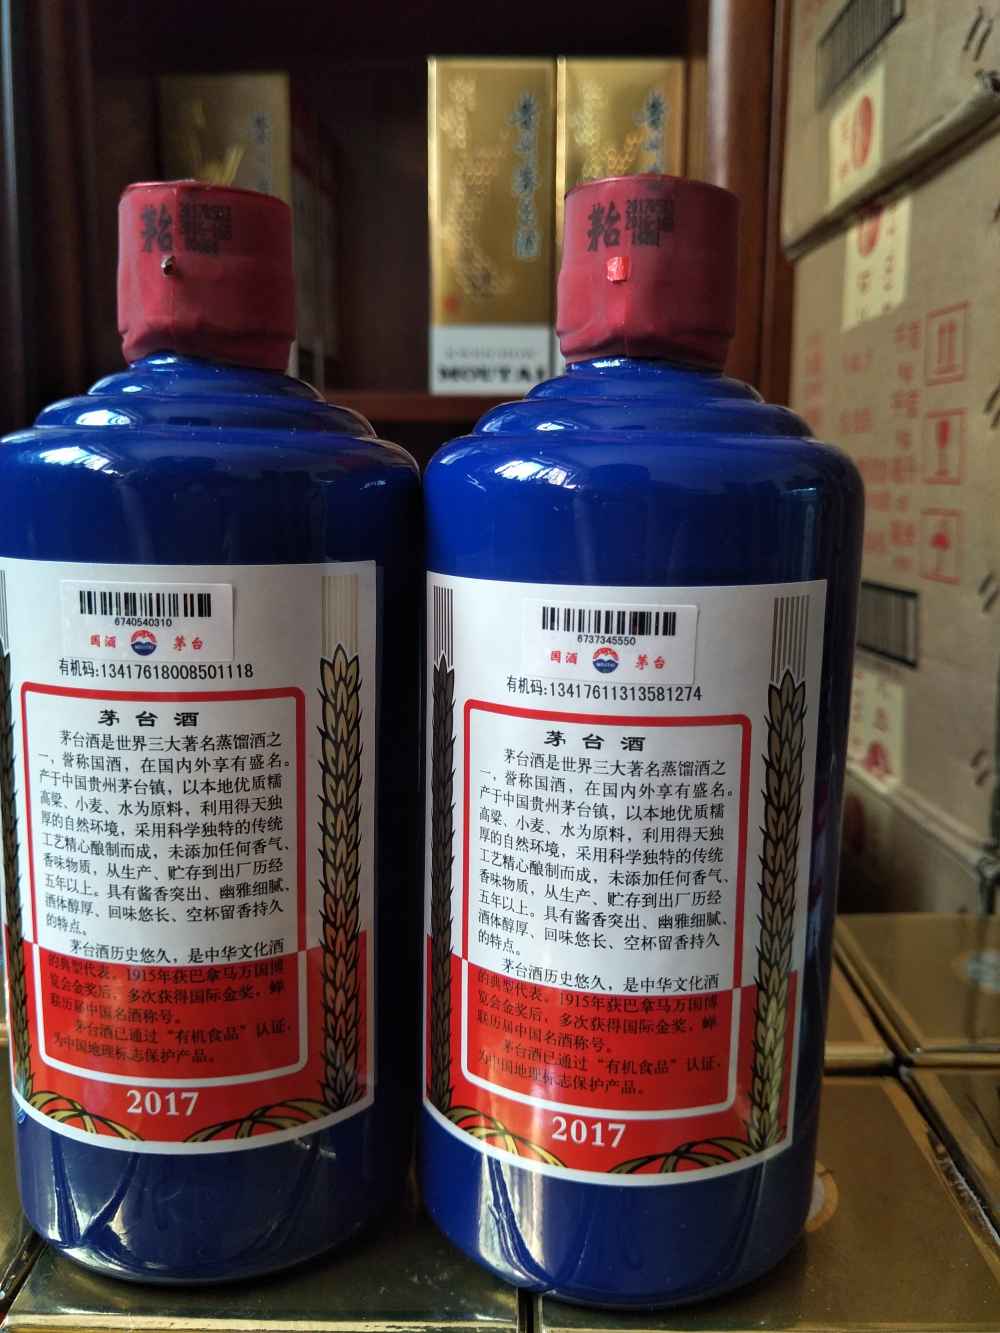 MOUTAI
茅台
茅台
6740540310
国酒 茅台
有机码:13417618008501118
茅台酒
茅台酒是世界三大著名蒸馏酒之
一，誉称国酒，在国内外享有盛名。
产于中国贵州茅台镇，以本地优质糯
高粱、小麦、水为原料，利用得天独
厚的自然环境，采用科学独特的传统
工艺精心酿制而成，未添加任何香气、
香味物质，从生产、贮存到出厂历经
五年以上。具有酱香突出、幽雅细腻、
酒体醇厚、回味悠长、空杯留香持久
的特点。
茅台酒历史悠久，是中华文化酒
的典型代表。1915年获巴拿马万国博
览会金奖后，多次获得国际金奖，蝉
联历届中国名酒称号。
茅台酒已通过“有机食品”认证，
为中国地理标志保护产品。
2017
6737345550
国酒 茅台
有机码:13417611313581274
茅台酒
茅台酒是世界三大著名蒸馏酒之
一，誉称国酒，在国内外享有盛名。
产于中国贵州茅台镇，以本地优质糯
高粱、小麦、水为原料，利用得天独
厚的自然环境，采用科学独特的传统
工艺精心酿制而成，未添加任何香气、
香味物质，从生产、贮存到出厂历经
五年以上。具有酱香突出、幽雅细腻、
酒体醇厚、回味悠长、空杯留香持久
的特点。
茅台酒历史悠久，是中华文化酒
的典型代表。1915年获巴拿马万国博
览会金奖后，多次获得国际金奖，蝉
联历届中国名酒称号。
茅台酒已通过“有机食品”认证，
为中国地理标志保护产品。
2017